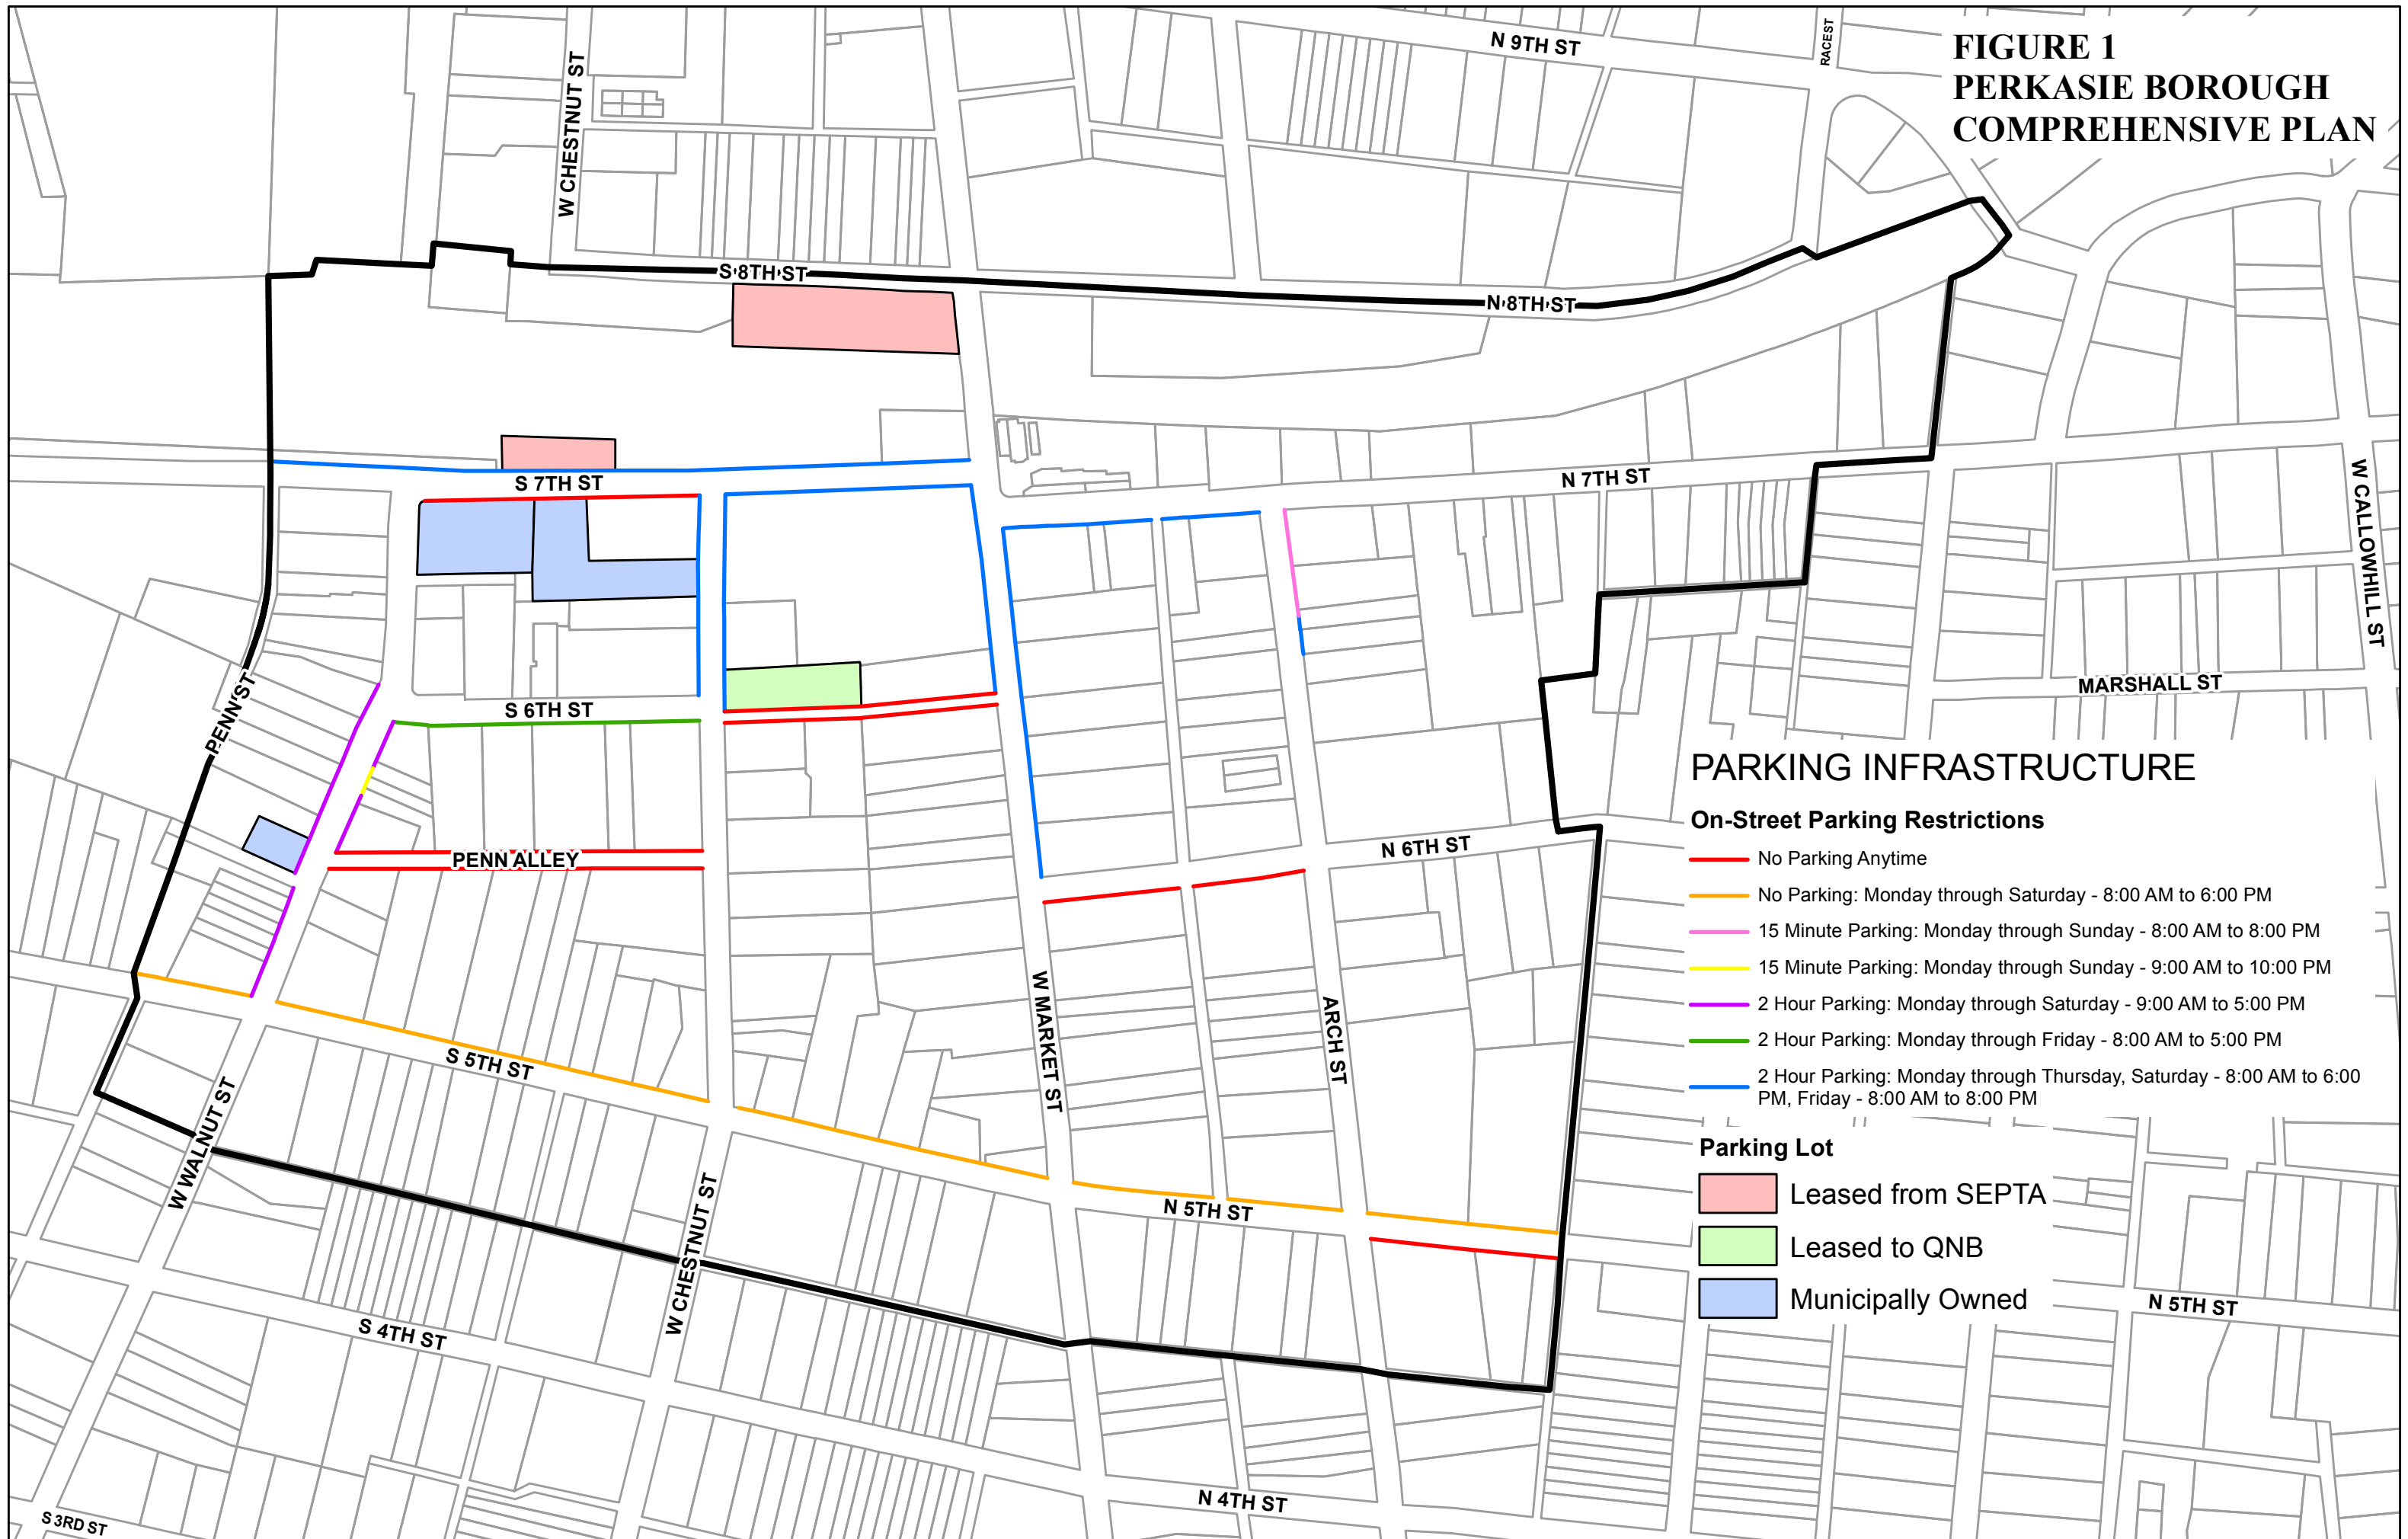 FIGURE 1
PERKASIE BOROUGH
COMPREHENSIVE PLAN
N 9TH ST
RACE ST
W CHESTNUT ST
S 8TH ST
N 8TH ST
S 7TH ST
N 7TH ST
W CALLOWHILL ST
PENN ST
S 6TH ST
MARSHALL ST
PENN ALLEY
N 6TH ST
W MARKET ST
ARCH ST
S 5TH ST
W WALNUT ST
N 5TH ST
W CHESTNUT ST
S 4TH ST
N 5TH ST
N 4TH ST
S 3RD ST
PARKING INFRASTRUCTURE
On-Street Parking Restrictions
No Parking Anytime
No Parking: Monday through Saturday - 8:00 AM to 6:00 PM
15 Minute Parking: Monday through Sunday - 8:00 AM to 8:00 PM
15 Minute Parking: Monday through Sunday - 9:00 AM to 10:00 PM
2 Hour Parking: Monday through Saturday - 9:00 AM to 5:00 PM
2 Hour Parking: Monday through Friday - 8:00 AM to 5:00 PM
2 Hour Parking: Monday through Thursday, Saturday - 8:00 AM to 6:00
PM, Friday - 8:00 AM to 8:00 PM
Parking Lot
Leased from SEPTA
Leased to QNB
Municipally Owned